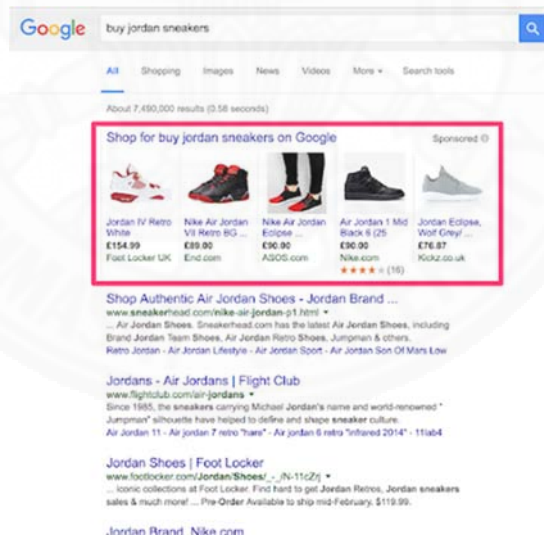 Google
buy jordan sneakers
All Shopping Images News Videos More Search tools
About 7,490,000 results (0.58 seconds)
Shop for buy jordan sneakers on Google Sponsored
Jordan IV Retro White £154.99 Foot Locker UK
Nike Air Jordan VII Retro BG ... £89.00 End.com
Nike Air Jordan Eclipse ... £90.00 ASOS.com
Air Jordan 1 Mid Black 6 (25 £90.00 Nike.com (16)
Jordan Eclipse, Wolf Grey/ ... £76.87 Kickz.co.uk
Shop Authentic Air Jordan Shoes - Jordan Brand ...
www.sneakerhead.com/nike-air-jordan-p1.html
... Air Jordan Shoes. Sneakerhead.com has the latest Air Jordan Shoes, including
Brand Jordan Team Shoes, Air Jordan Retro Shoes, Jumpman & others.
Retro Jordan - Air Jordan Lifestyle - Air Jordan Sport - Air Jordan Son Of Mars Low
Jordans - Air Jordans | Flight Club
www.flightclub.com/air-jordans
Since 1985, the sneakers carrying Michael Jordan's name and world-renowned "
Jumpman" silhouette have helped to define and shape sneaker culture.
Air Jordan 11 - Air jordan 7 retro "hare" - Air jordan 6 retro "infrared 2014" - 11lab4
Jordan Shoes | Foot Locker
www.footlocker.com/Jordan/Shoes/_-_/N-11cZrj
... iconic collections at Foot Locker. Find hard to get Jordan Retros, Jordan sneakers
sales & much more! ... Pre-Order Available to ship mid-February. $119.99.
Jordan Brand. Nike.com